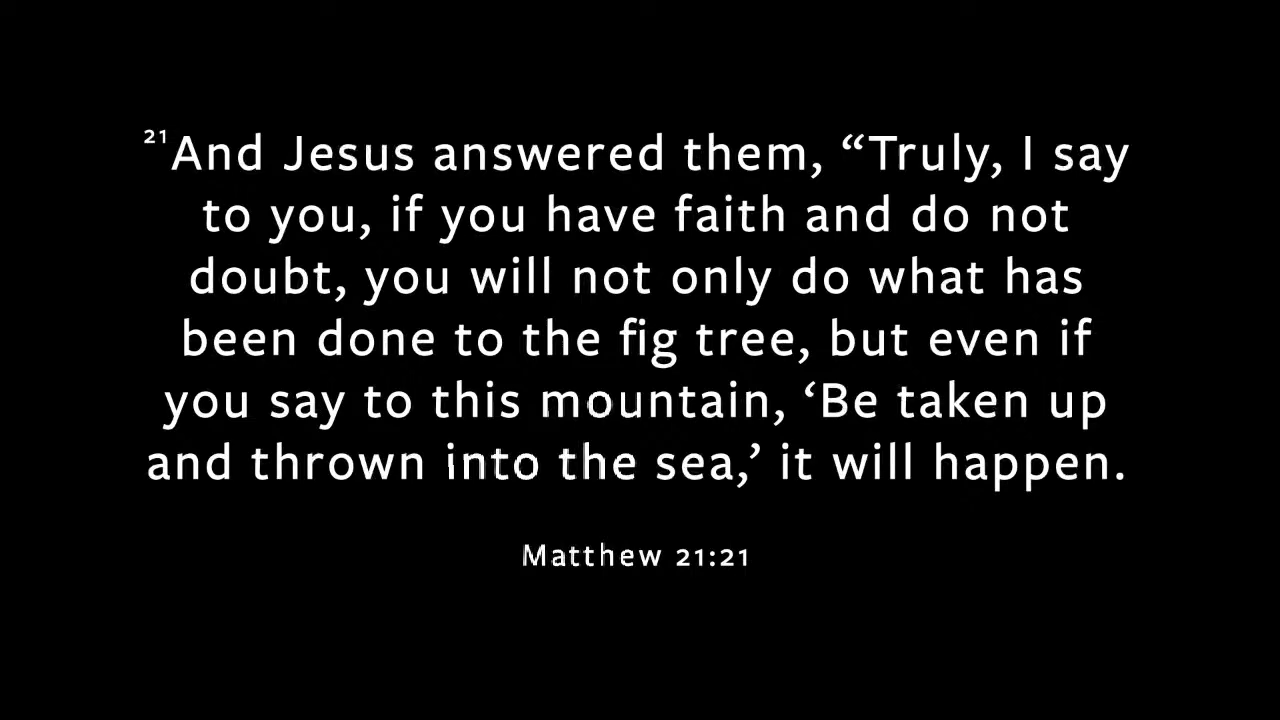 21And Jesus answered them, “Truly, I say
to you, if you have faith and do not
doubt, you will not only do what has
been done to the fig tree, but even if
you say to this mountain, ‘Be taken up
and thrown into the sea,’ it will happen.
Matthew 21:21